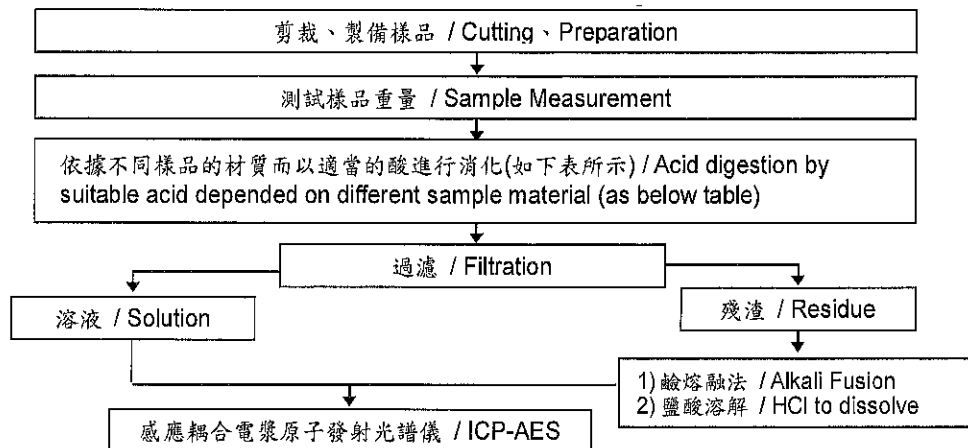 剪裁、製備樣品 / Cutting、Preparation
測試樣品重量 / Sample Measurement
依據不同樣品的材質而以適當的酸進行消化(如下表所示) / Acid digestion by
suitable acid depended on different sample material (as below table)
過濾 / Filtration
溶液 / Solution
殘渣 / Residue
1) 鹼熔融法 / Alkali Fusion
2) 鹽酸溶解 / HCl to dissolve
感應耦合電漿原子發射光譜儀 / ICP-AES